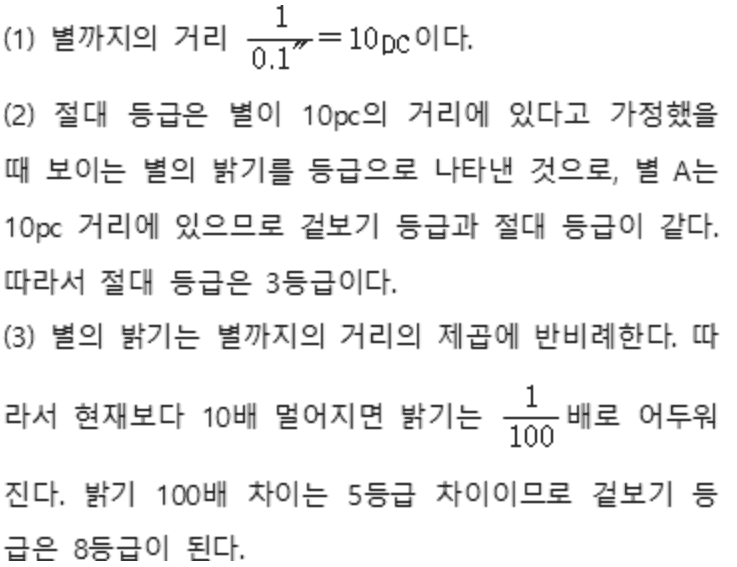 (1) 별까지의 거리 1/0.1″=10pc이다.
(2) 절대 등급은 별이 10pc의 거리에 있다고 가정했을
때 보이는 별의 밝기를 등급으로 나타낸 것으로, 별 A는
10pc 거리에 있으므로 겉보기 등급과 절대 등급이 같다.
따라서 절대 등급은 3등급이다.
(3) 별의 밝기는 별까지의 거리의 제곱에 반비례한다. 따
라서 현재보다 10배 멀어지면 밝기는 1/100배로 어두워
진다. 밝기 100배 차이는 5등급 차이이므로 겉보기 등
급은 8등급이 된다.